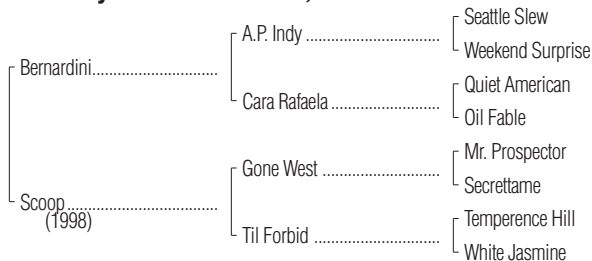 Seattle Slew
A.P. Indy ..............................
Weekend Surprise
Bernardini............................
Quiet American
Cara Rafaela ........................
Oil Fable
Mr. Prospector
Gone West ..........................
Secrettame
Scoop..................................
(1998)
Temperence Hill
Til Forbid ............................
White Jasmine